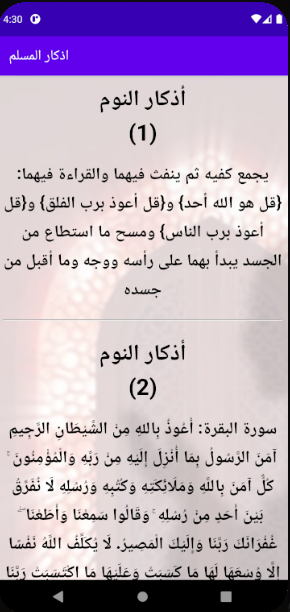 4:30
اذكار المسلم
أذكار النوم
(1)
يجمع كفيه ثم ينفث فيهما والقراءة فيهما:
{قل هو الله أحد} و{قل أعوذ برب الفلق} و{قل
أعوذ برب الناس} ومسح ما استطاع من
الجسد يبدأ بهما على رأسه ووجه وما أقبل من
جسده
أذكار النوم
(2)
سورة البقرة: أَعُوذُ بِاللهِ مِنَ الشَّيْطَانِ الرَّجِيمِ
آمَنَ الرَّسُولُ بِمَا أُنْزِلَ إِلَيْهِ مِنْ رَبِّهِ وَالْمُؤْمِنُونَ ۚ
كُلٌّ آمَنَ بِاللَّهِ وَمَلَائِكَتِهِ وَكُتُبِهِ وَرُسُلِهِ لَا نُفَرِّقُ
بَيْنَ أَحَدٍ مِنْ رُسُلِهِ ۚ وَقَالُوا سَمِعْنَا وَأَطَعْنَا ۖ
غُفْرَانَكَ رَبَّنَا وَإِلَيْكَ الْمَصِيرُ. لَا يُكَلِّفُ اللَّهُ نَفْسًا
إِلَّا وُسْعَهَا لَهَا مَا كَسَبَتْ وَعَلَيْهَا مَا اكْتَسَبَتْ رَبَّنَا